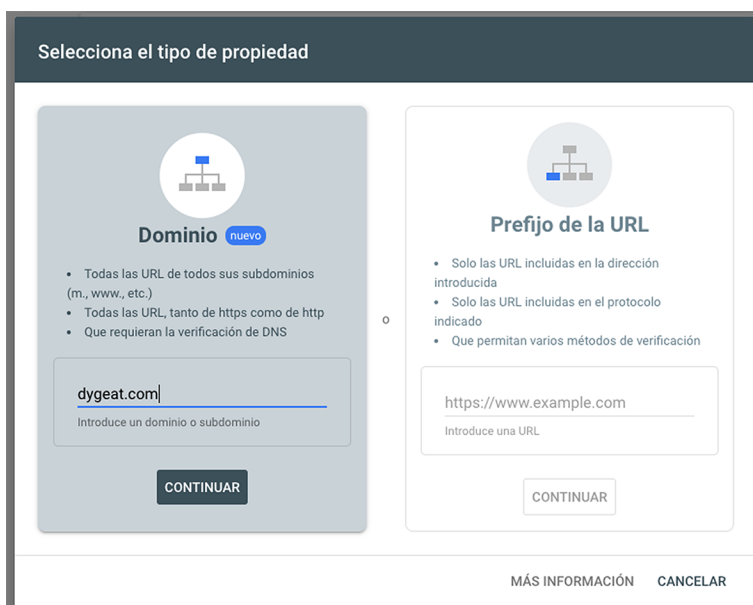 Selecciona el tipo de propiedad
Dominio nuevo
• Todas las URL de todos sus subdominios
(m., www., etc.)
• Todas las URL, tanto de https como de http
• Que requieran la verificación de DNS
dygeat.com
Introduce un dominio o subdominio
CONTINUAR
o
Prefijo de la URL
• Solo las URL incluidas en la dirección
introducida
• Solo las URL incluidas en el protocolo
indicado
• Que permitan varios métodos de verificación
https://www.example.com
Introduce una URL
CONTINUAR
MÁS INFORMACIÓN CANCELAR